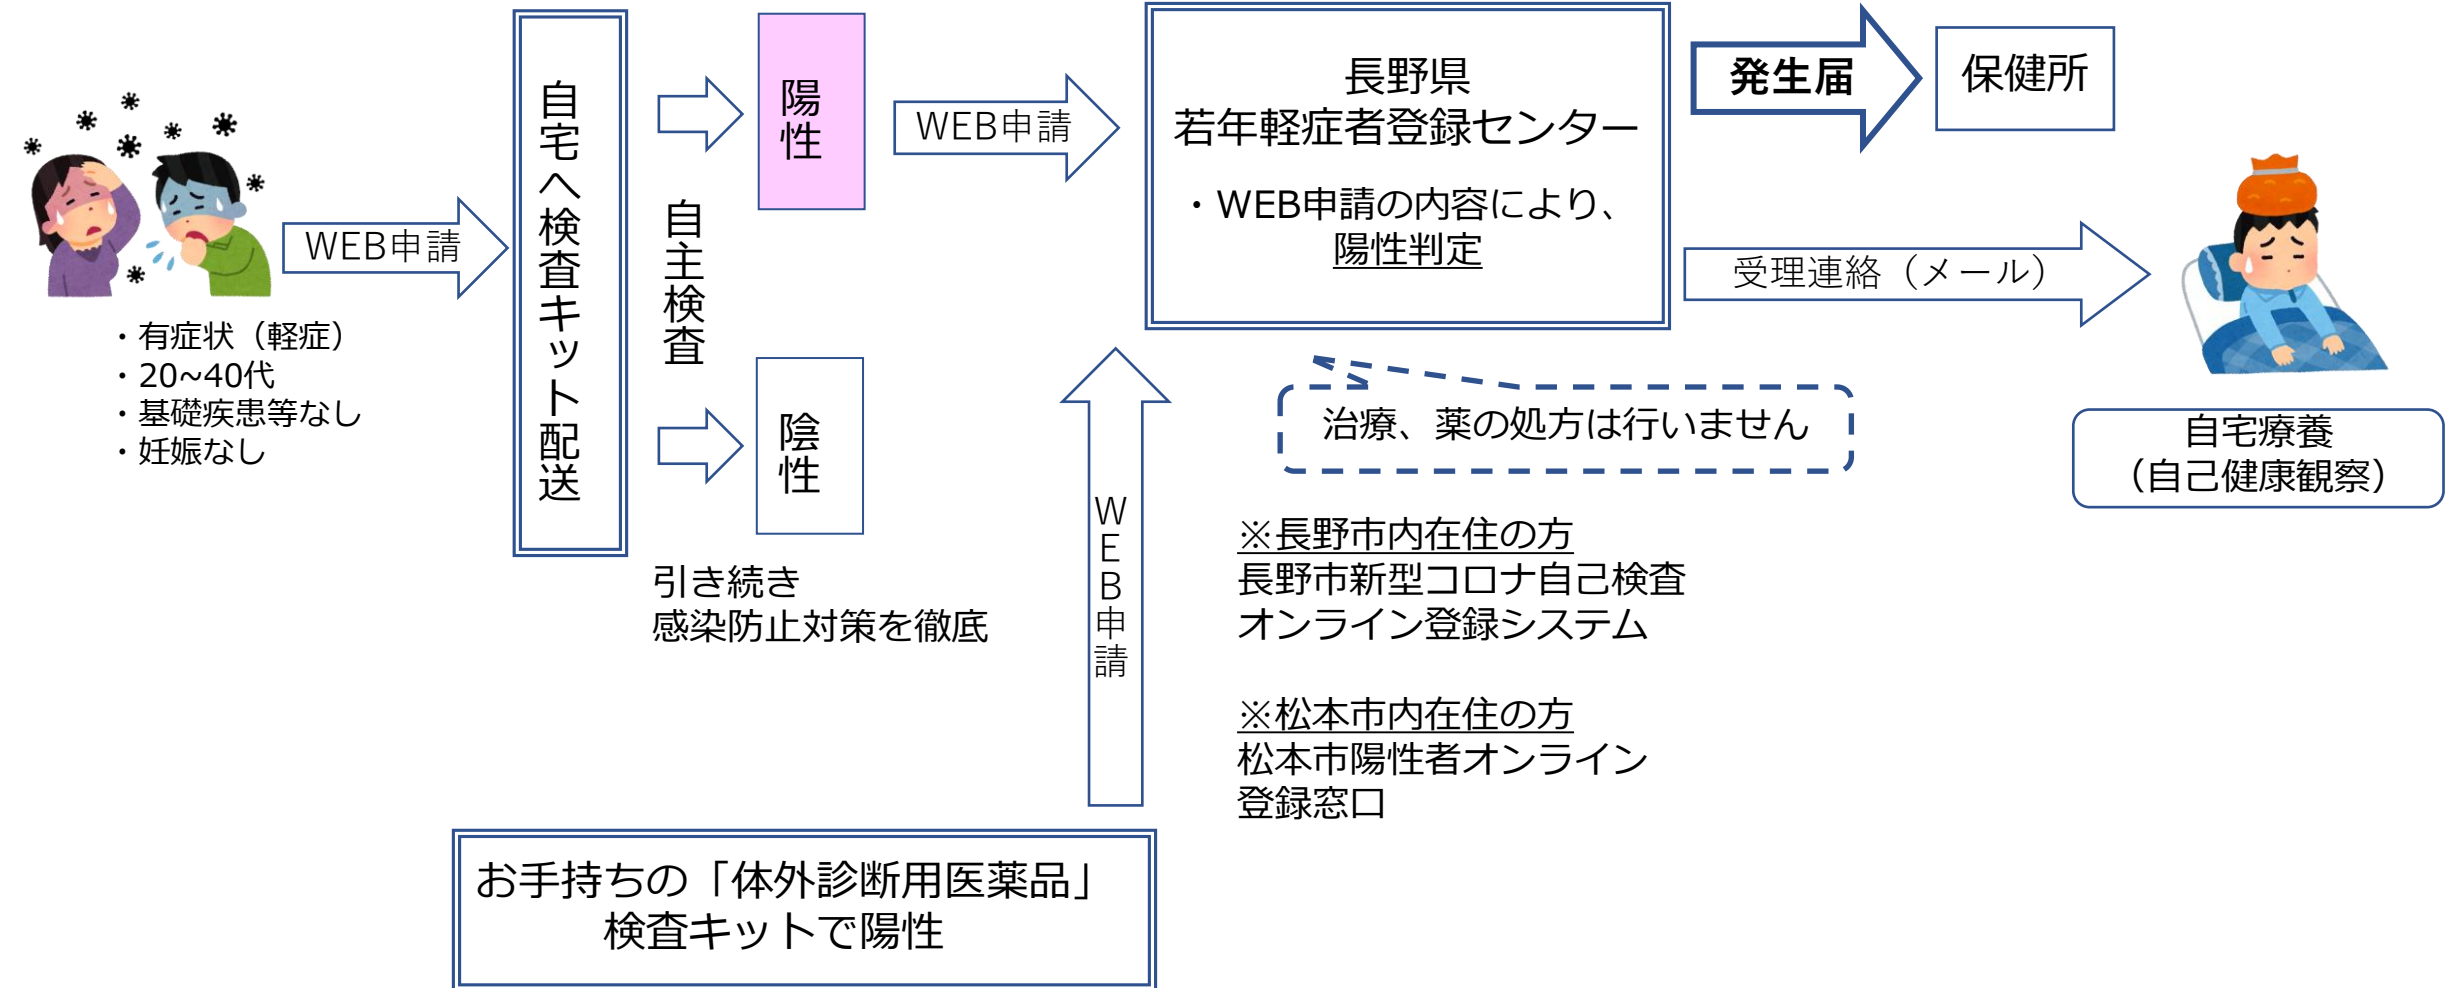 ・有症状（軽症）
・20~40代
・基礎疾患等なし
・妊娠なし
WEB申請
自宅へ検査キット配送
自主検査
陽性
陰性
引き続き
感染防止対策を徹底
WEB申請
長野県
若年軽症者登録センター
・WEB申請の内容により、
陽性判定
発生届
保健所
受理連絡（メール）
自宅療養
（自己健康観察）
治療、薬の処方は行いません
※長野市内在住の方
長野市新型コロナ自己検査
オンライン登録システム
※松本市内在住の方
松本市陽性者オンライン
登録窓口
WEB申請
お手持ちの「体外診断用医薬品」
検査キットで陽性